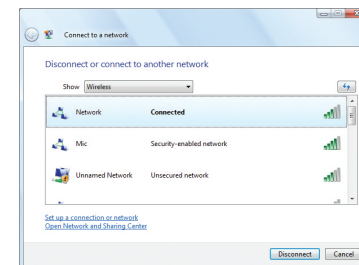 Connect to a network
Disconnect or connect to another network
Show Wireless
Network Connected
Mic Security-enabled network
Unnamed Network Unsecured network
Set up a connection or network
Open Network and Sharing Center
Disconnect Cancel